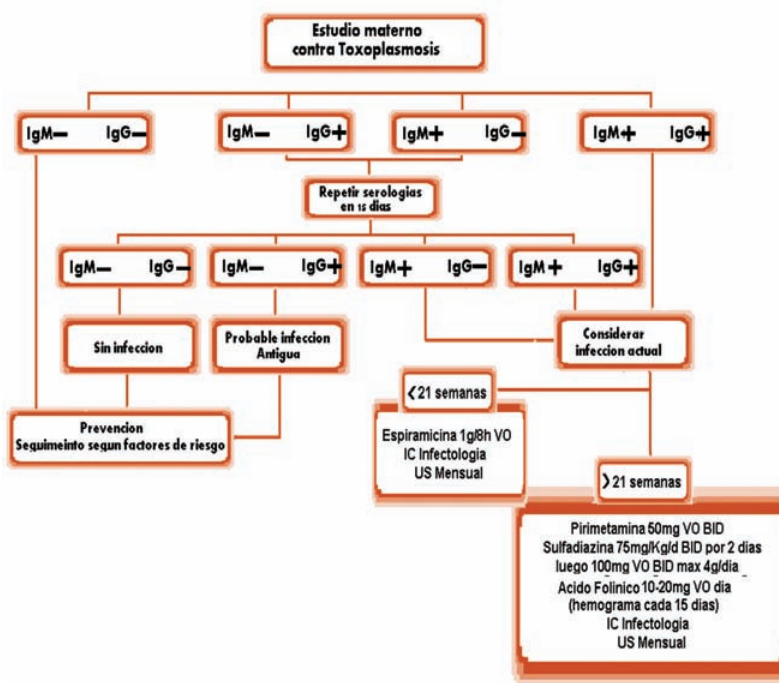 Estudio materno
contra Toxoplasmosis
IgM− IgG−
IgM− IgG+
IgM+ IgG−
IgM+ IgG+
Repetir serologias
en 15 dias
IgM− IgG−
IgM− IgG+
IgM+ IgG−
IgM+ IgG+
Sin infeccion
Probable infeccion
Antigua
Considerar
infeccion actual
Prevencion
Seguimeinto segun factores de riesgo
<21 semanas
Espiramicina 1g/8h VO
IC Infectologia
US Mensual
>21 semanas
Pirimetamina 50mg VO BID
Sulfadiazina 75mg/Kg/d BID por 2 dias
luego 100mg VO BID max 4g/dia
Acido Folinico 10-20mg VO dia
(hemograma cada 15 dias)
IC Infectologia
US Mensual